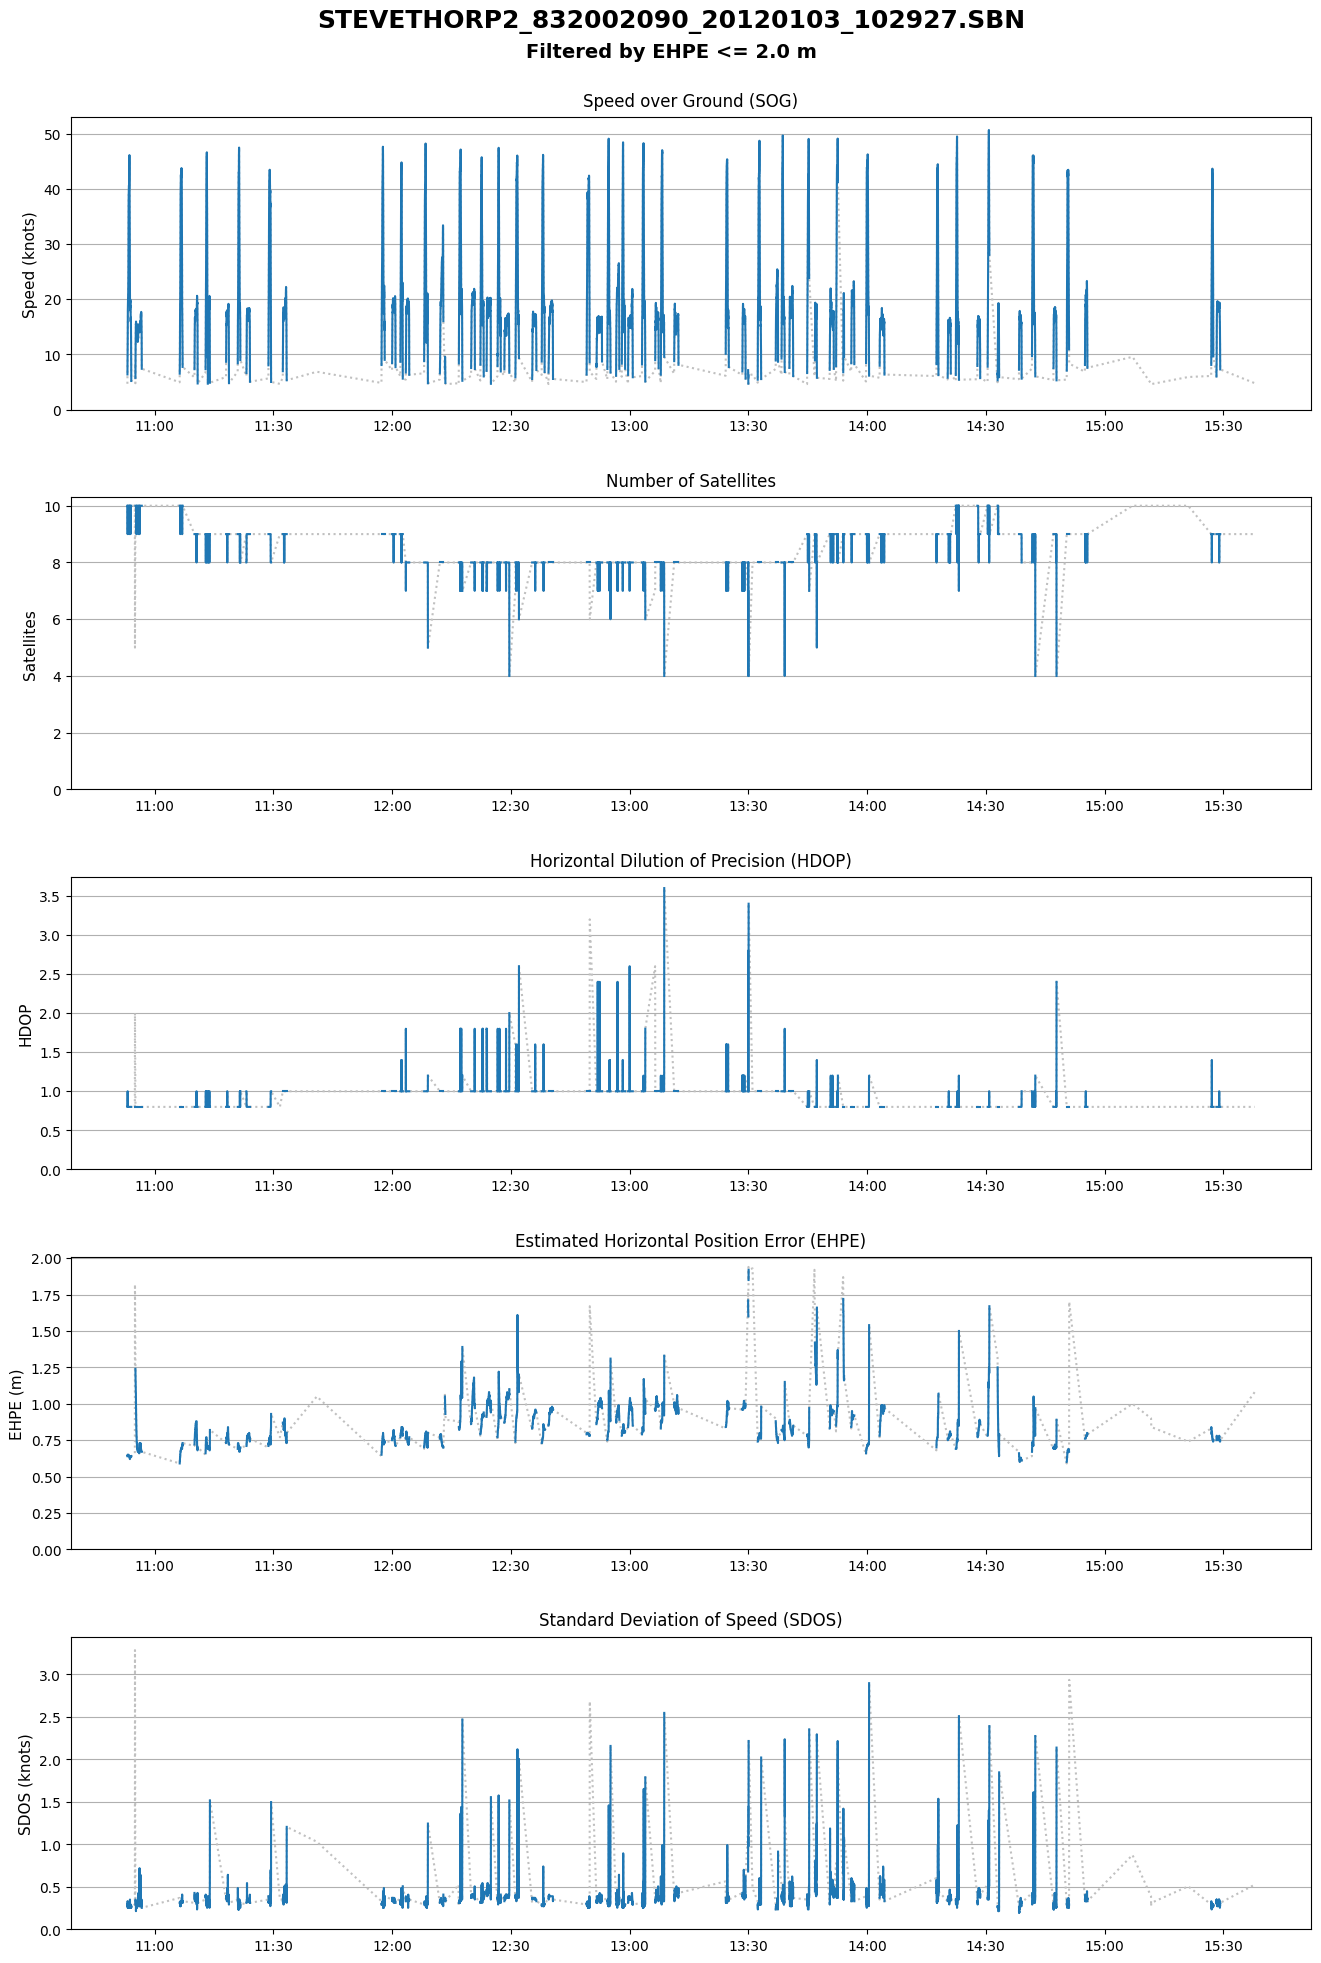 STEVETHORP2_832002090_20120103_102927.SBN
Filtered by EHPE <= 2.0 m
Speed over Ground (SOG)
Speed (knots)
50
40
30
20
10
0
11:00 11:30 12:00 12:30 13:00 13:30 14:00 14:30 15:00 15:30
Number of Satellites
Satellites
10
8
6
4
2
0
11:00 11:30 12:00 12:30 13:00 13:30 14:00 14:30 15:00 15:30
Horizontal Dilution of Precision (HDOP)
HDOP
3.5
3.0
2.5
2.0
1.5
1.0
0.5
0.0
11:00 11:30 12:00 12:30 13:00 13:30 14:00 14:30 15:00 15:30
Estimated Horizontal Position Error (EHPE)
EHPE (m)
2.00
1.75
1.50
1.25
1.00
0.75
0.50
0.25
0.00
11:00 11:30 12:00 12:30 13:00 13:30 14:00 14:30 15:00 15:30
Standard Deviation of Speed (SDOS)
SDOS (knots)
3.0
2.5
2.0
1.5
1.0
0.5
0.0
11:00 11:30 12:00 12:30 13:00 13:30 14:00 14:30 15:00 15:30